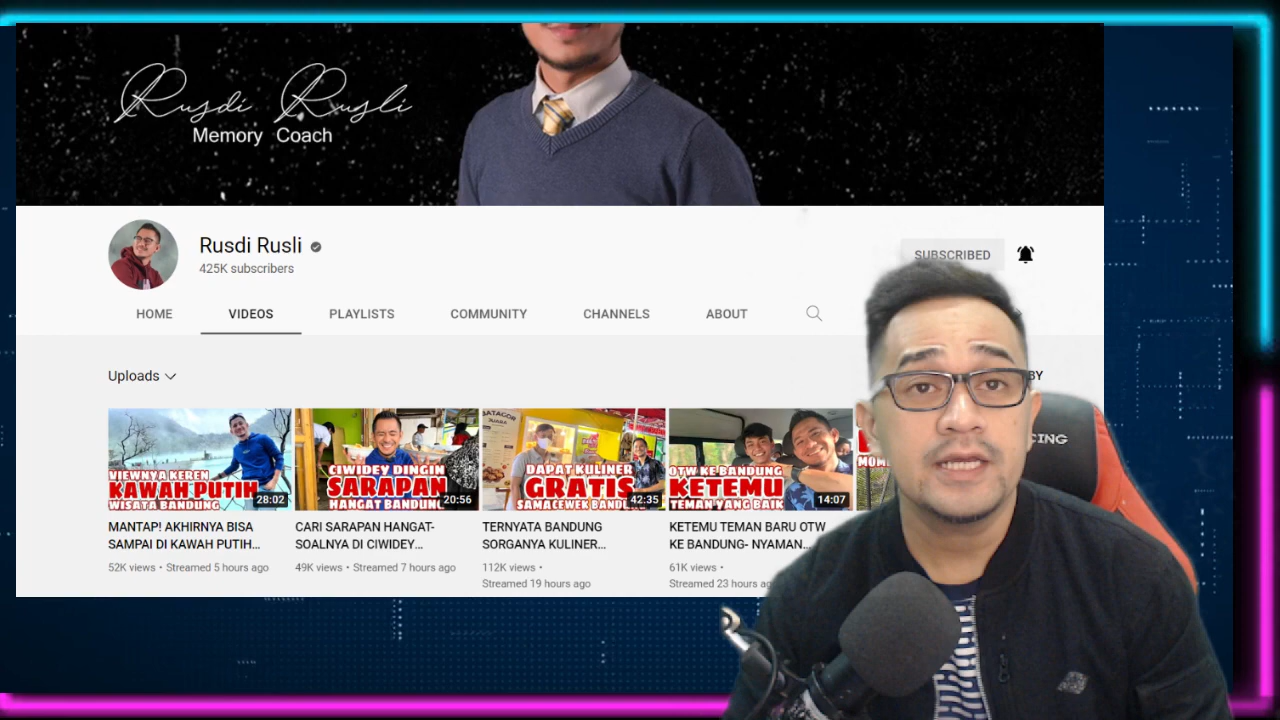 Rusdi Rusli
Memory Coach
Rusdi Rusli
425K subscribers
SUBSCRIBED
HOME
VIDEOS
PLAYLISTS
COMMUNITY
CHANNELS
ABOUT
Uploads
BY
BATAGOR
VIEWNYA KEREN
KAWAH PUTIH
WISATA BANDUNG
28:02
CIWIDEY DINGIN
SARAPAN
HANGAT BANDUNG
20:56
DAPAT KULINER
GRATIS
SAMACEWEK BANDUNG
42:35
OTW KE BANDUNG
KETEMU
TEMAN YANG BAIK
14:07
CING
MANTAP! AKHIRNYA BISA
SAMPAI DI KAWAH PUTIH...
52K views • Streamed 5 hours ago
CARI SARAPAN HANGAT-
SOALNYA DI CIWIDEY...
49K views • Streamed 7 hours ago
TERNYATA BANDUNG
SORGANYA KULINER...
112K views •
Streamed 19 hours ago
KETEMU TEMAN BARU OTW
KE BANDUNG- NYAMAN...
61K views •
Streamed 23 hours ago